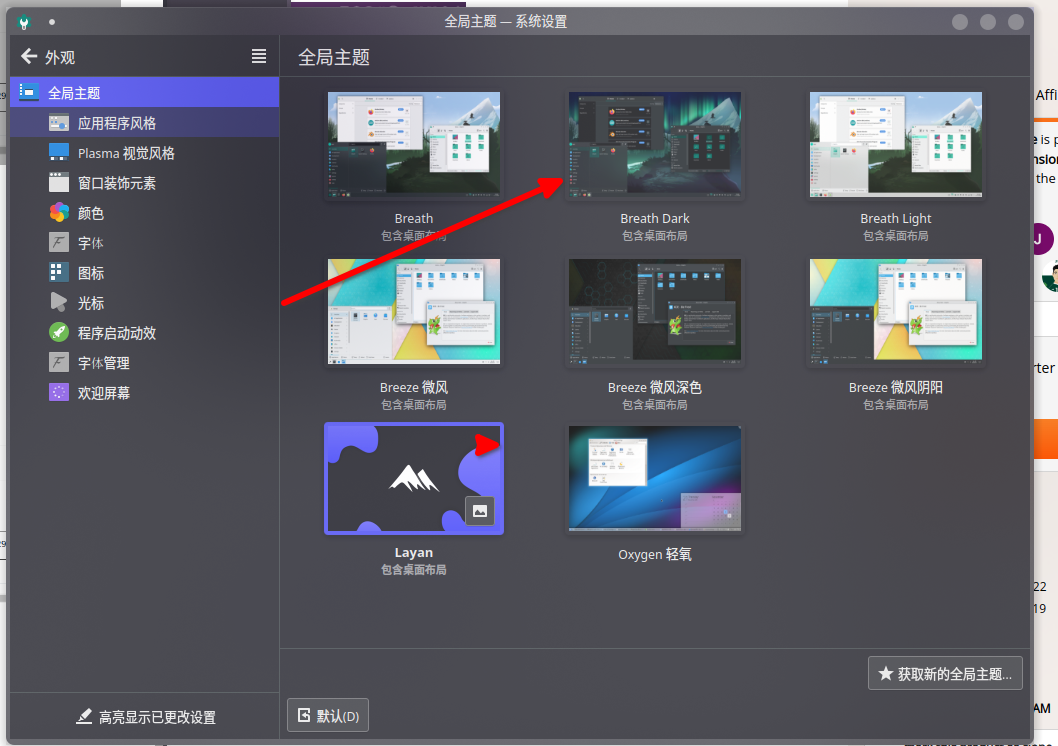 全局主题 — 系统设置
外观
全局主题
全局主题
应用程序风格
Plasma 视觉风格
窗口装饰元素
颜色
字体
图标
光标
程序启动动效
字体管理
欢迎屏幕
Breath
包含桌面布局
Breath Dark
包含桌面布局
Breath Light
包含桌面布局
Breeze 微风
包含桌面布局
Breeze 微风深色
包含桌面布局
Breeze 微风阴阳
包含桌面布局
Layan
包含桌面布局
Oxygen 轻氧
获取新的全局主题...
高亮显示已更改设置
默认(D)
Affi
is p
the
J
22
19
AM